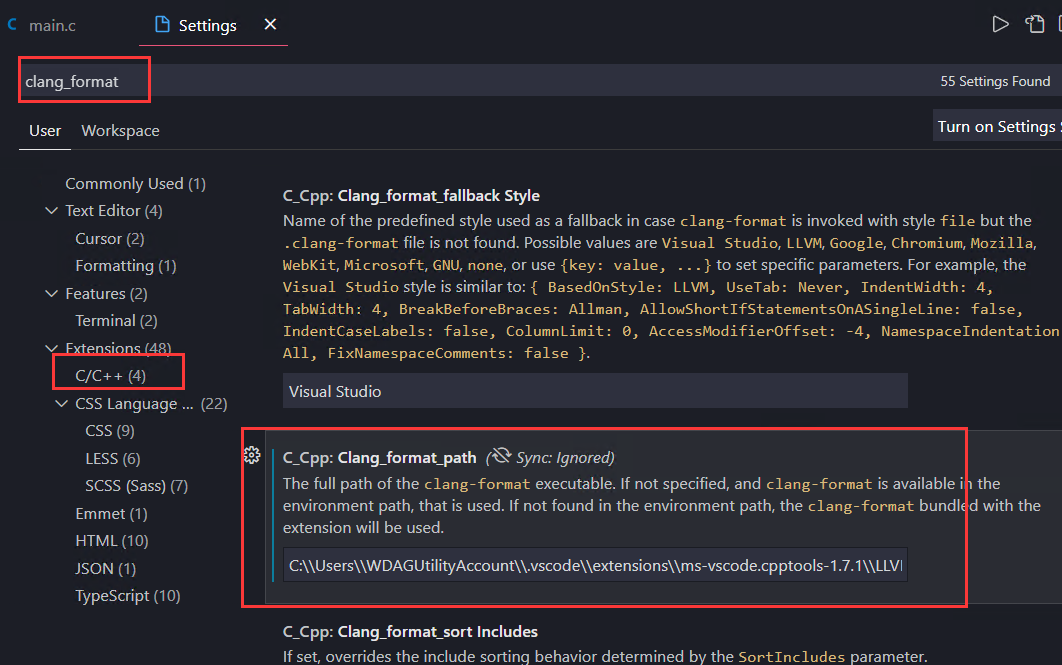 main.c
Settings
clang_format
55 Settings Found
User
Workspace
Turn on Settings
Commonly Used (1)
Text Editor (4)
Cursor (2)
Formatting (1)
Features (2)
Terminal (2)
Extensions (48)
C/C++ (4)
CSS Language ... (22)
CSS (9)
LESS (6)
SCSS (Sass) (7)
Emmet (1)
HTML (10)
JSON (1)
TypeScript (10)
C_Cpp: Clang_format_fallback Style
Name of the predefined style used as a fallback in case clang-format is invoked with style file but the
.clang-format file is not found. Possible values are Visual Studio, LLVM, Google, Chromium, Mozilla,
WebKit, Microsoft, GNU, none, or use {key: value, ...} to set specific parameters. For example, the
Visual Studio style is similar to: { BasedOnStyle: LLVM, UseTab: Never, IndentWidth: 4,
TabWidth: 4, BreakBeforeBraces: Allman, AllowShortIfStatementsOnASingleLine: false,
IndentCaseLabels: false, ColumnLimit: 0, AccessModifierOffset: -4, NamespaceIndentation
All, FixNamespaceComments: false }.
Visual Studio
C_Cpp: Clang_format_path (Sync: Ignored)
The full path of the clang-format executable. If not specified, and clang-format is available in the
environment path, that is used. If not found in the environment path, the clang-format bundled with the
extension will be used.
C:\\Users\\WDAGUtilityAccount\\.vscode\\extensions\\ms-vscode.cpptools-1.7.1\\LLV
C_Cpp: Clang_format_sort Includes
If set, overrides the include sorting behavior determined by the SortIncludes parameter.